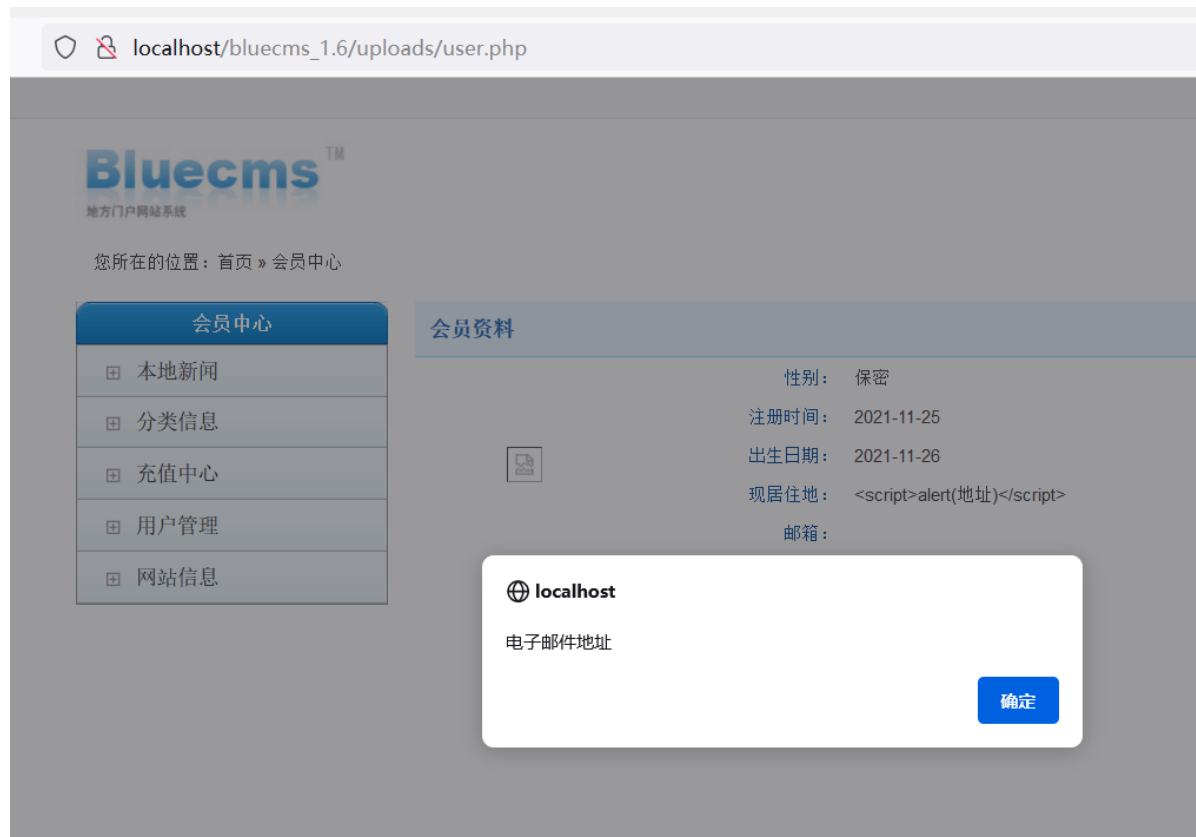 localhost/bluecms_1.6/uploads/user.php
Bluecms™
地方门户网站系统
您所在的位置：首页 » 会员中心
会员中心
本地新闻
分类信息
充值中心
用户管理
网站信息
会员资料
性别： 保密
注册时间： 2021-11-25
出生日期： 2021-11-26
现居住地： <script>alert(地址)</script>
邮箱：
localhost
电子邮件地址
确定